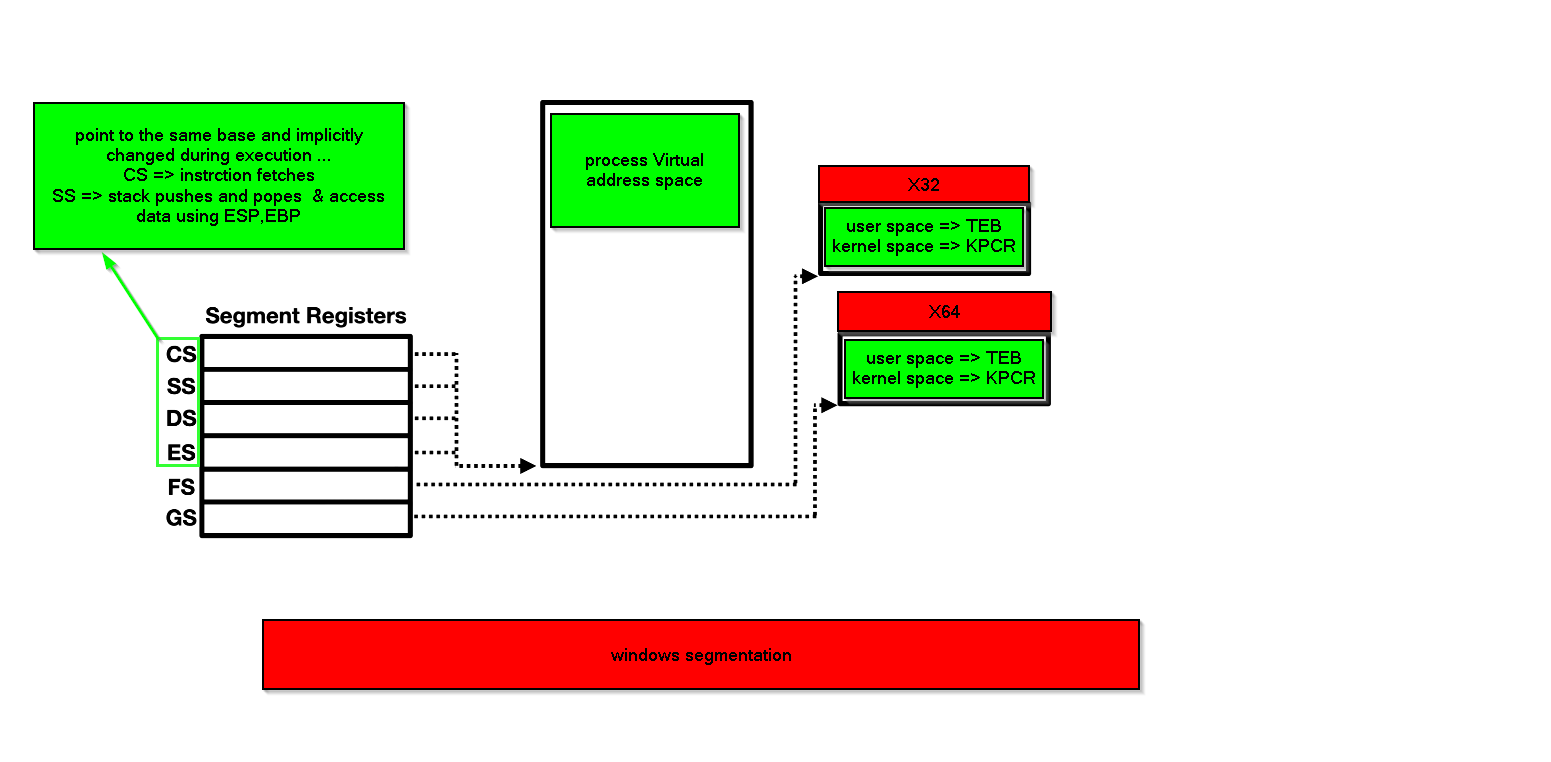 point to the same base and implicitly
changed during execution ...
CS => instrction fetches
SS => stack pushes and popes & access
data using ESP,EBP
process Virtual
address space
X32
user space => TEB
kernel space => KPCR
X64
user space => TEB
kernel space => KPCR
Segment Registers
CS
SS
DS
ES
FS
GS
windows segmentation